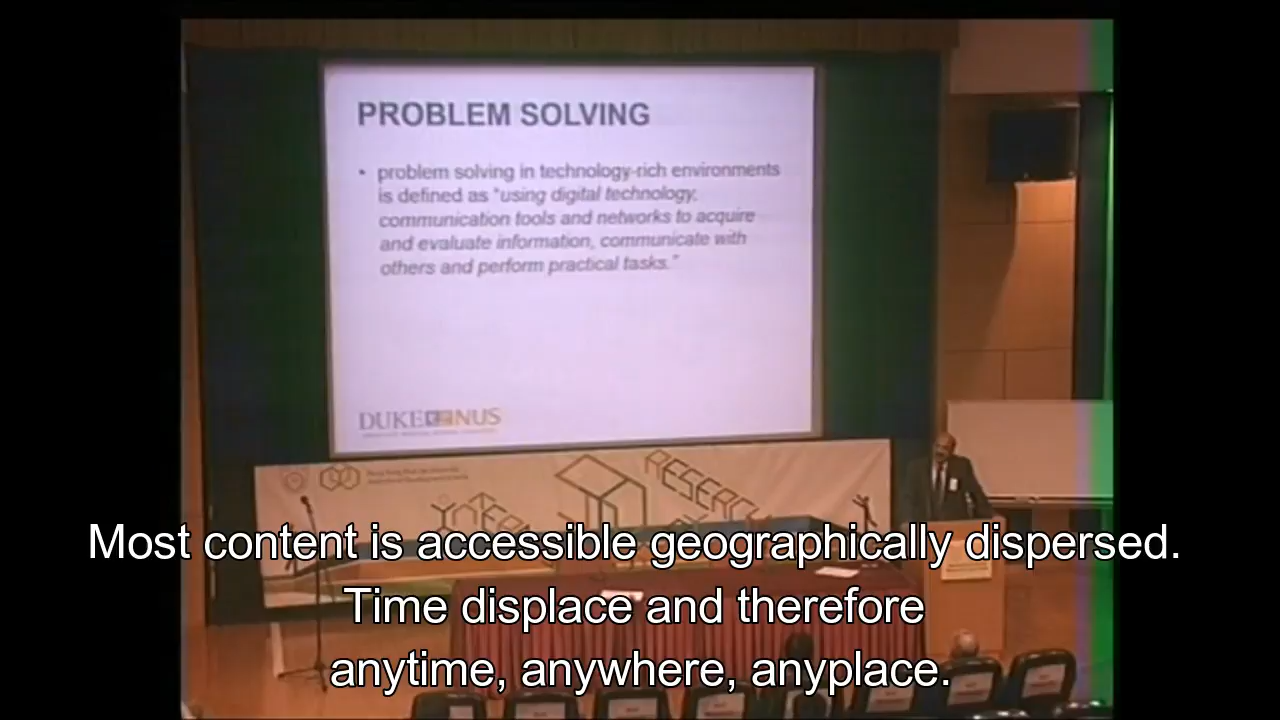 PROBLEM SOLVING
• problem solving in technology-rich environments
is defined as "using digital technology,
communication tools and networks to acquire
and evaluate information, communicate with
others and perform practical tasks."
DUKE NUS
RESEARCH
Most content is accessible geographically dispersed.
Time displace and therefore
anytime, anywhere, anyplace.